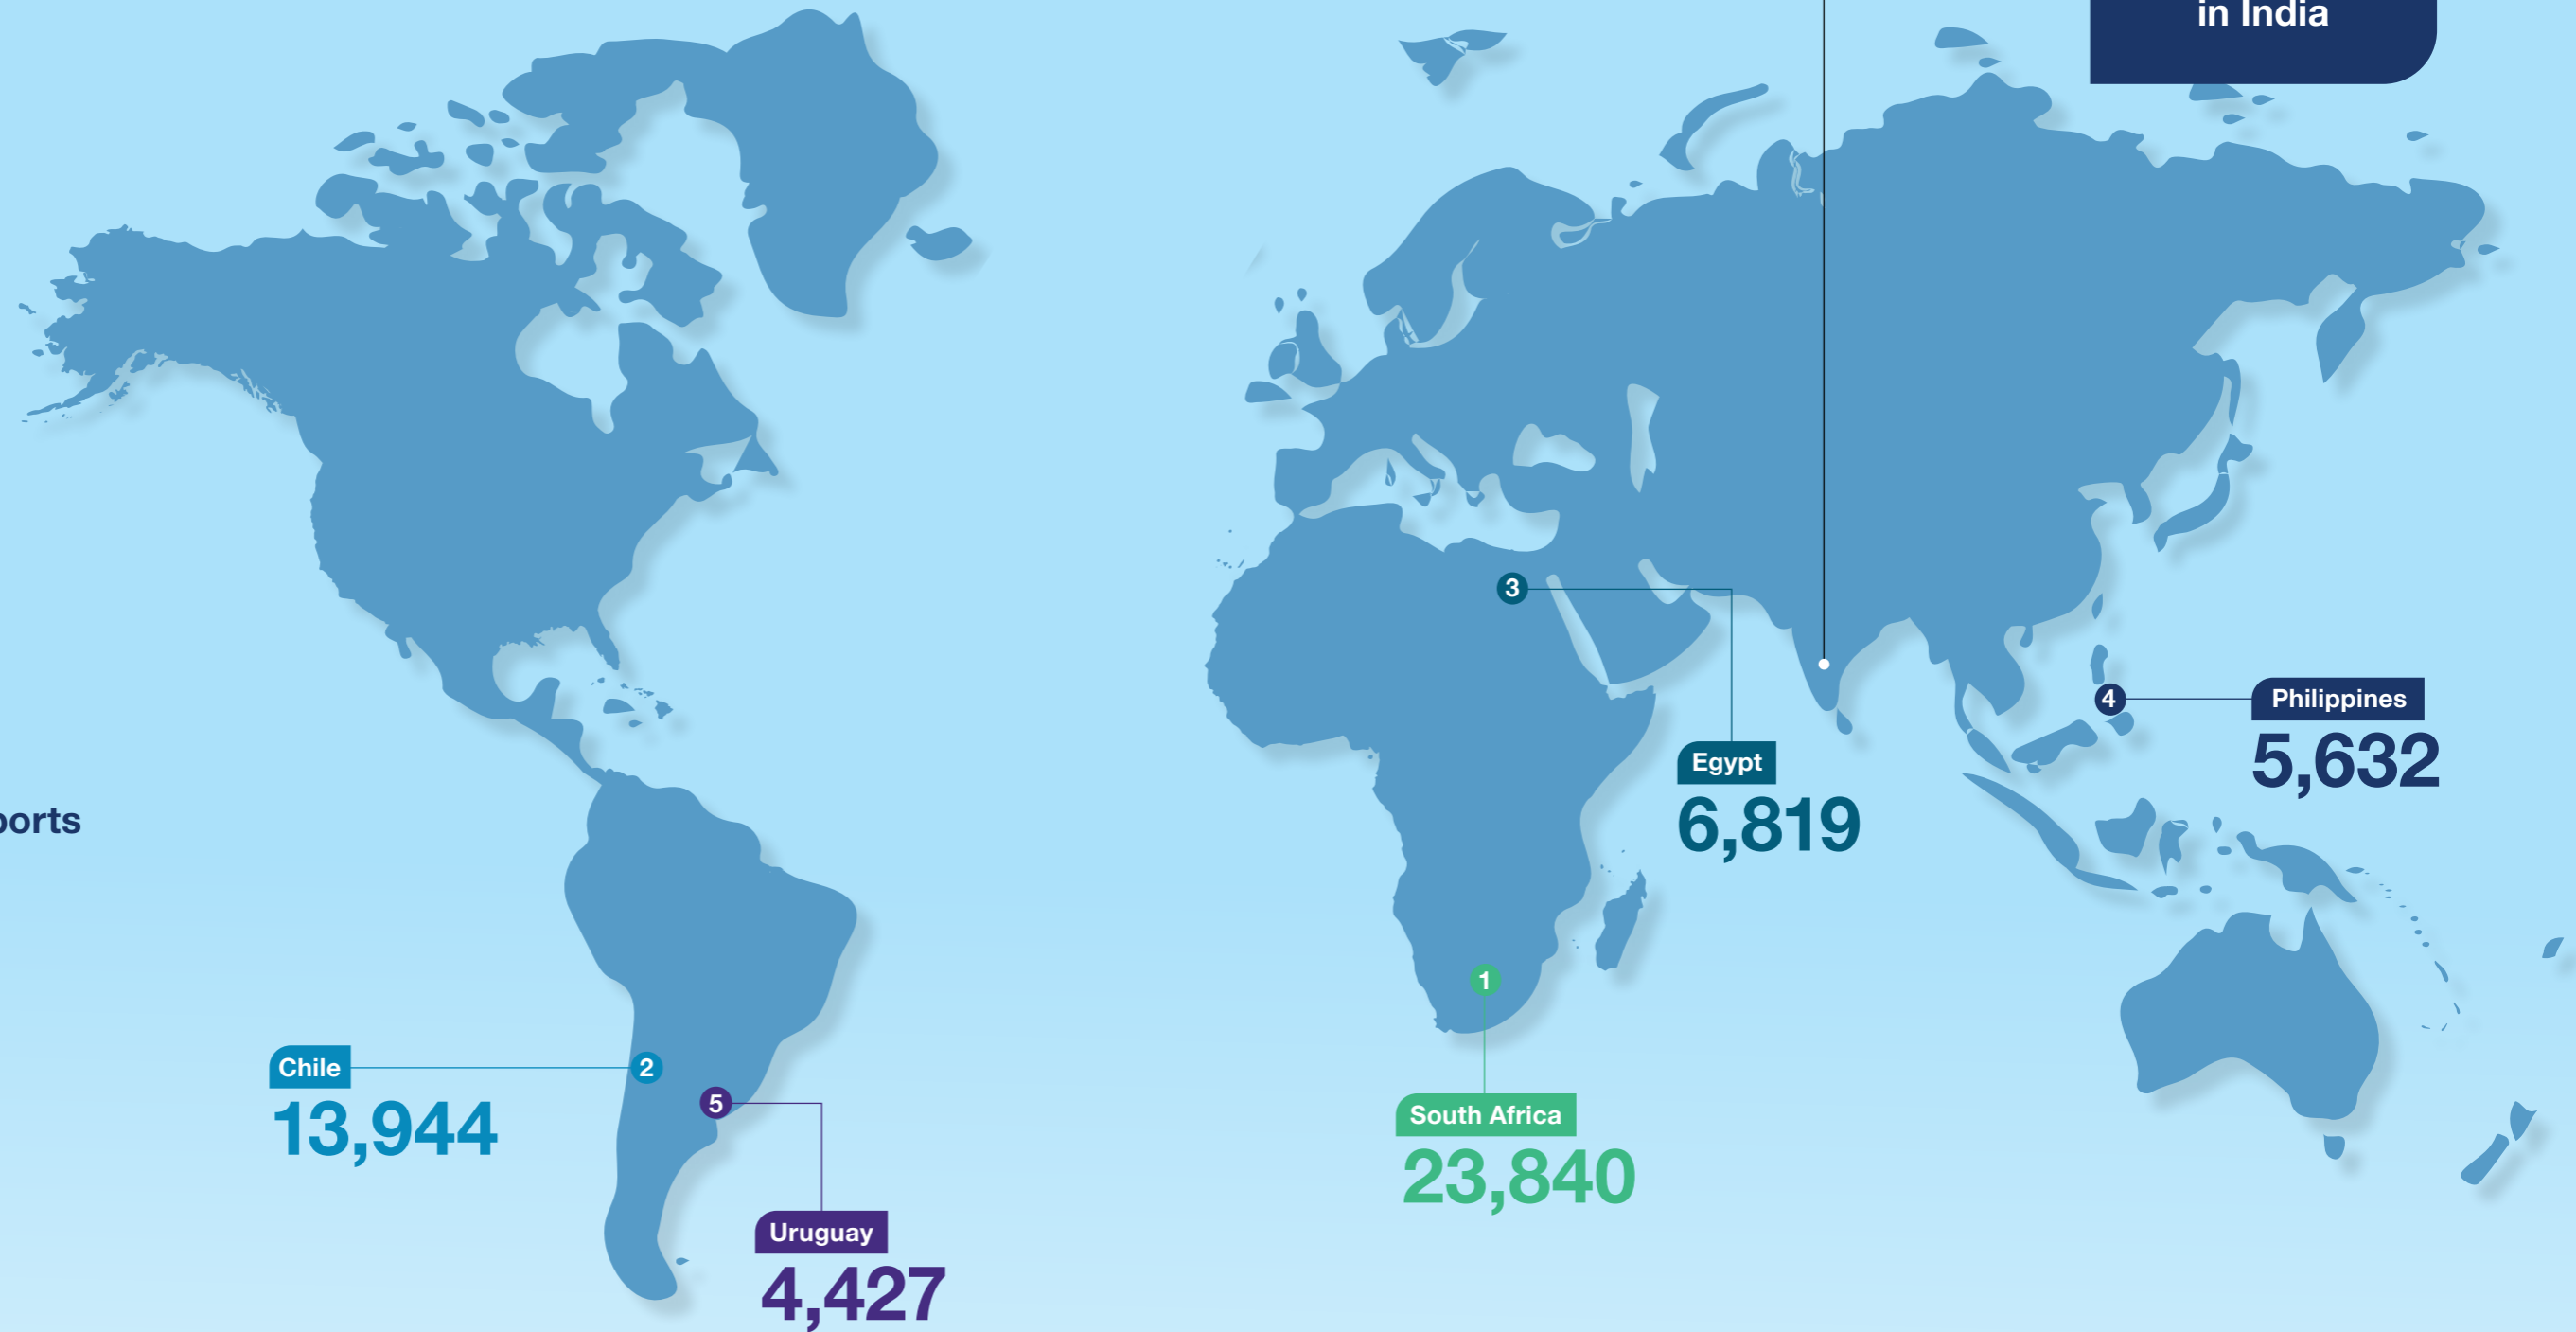 in India
3
4
Philippines
5,632
Egypt
6,819
1
2
Chile
13,944
5
South Africa
23,840
Uruguay
4,427